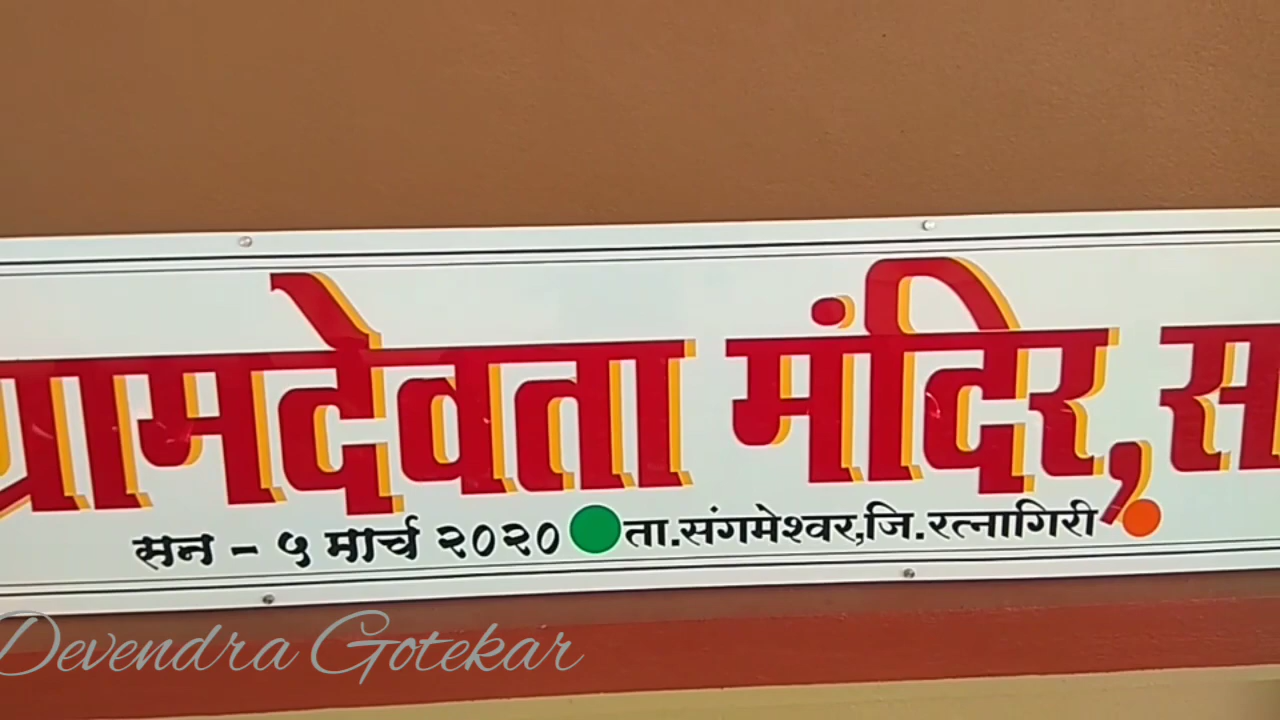 ग्रामदेवता मंदिर,
सन - ५ मार्च २०२० ता.संगमेश्वर,जि.रत्नागिरी
Devendra Gotekar